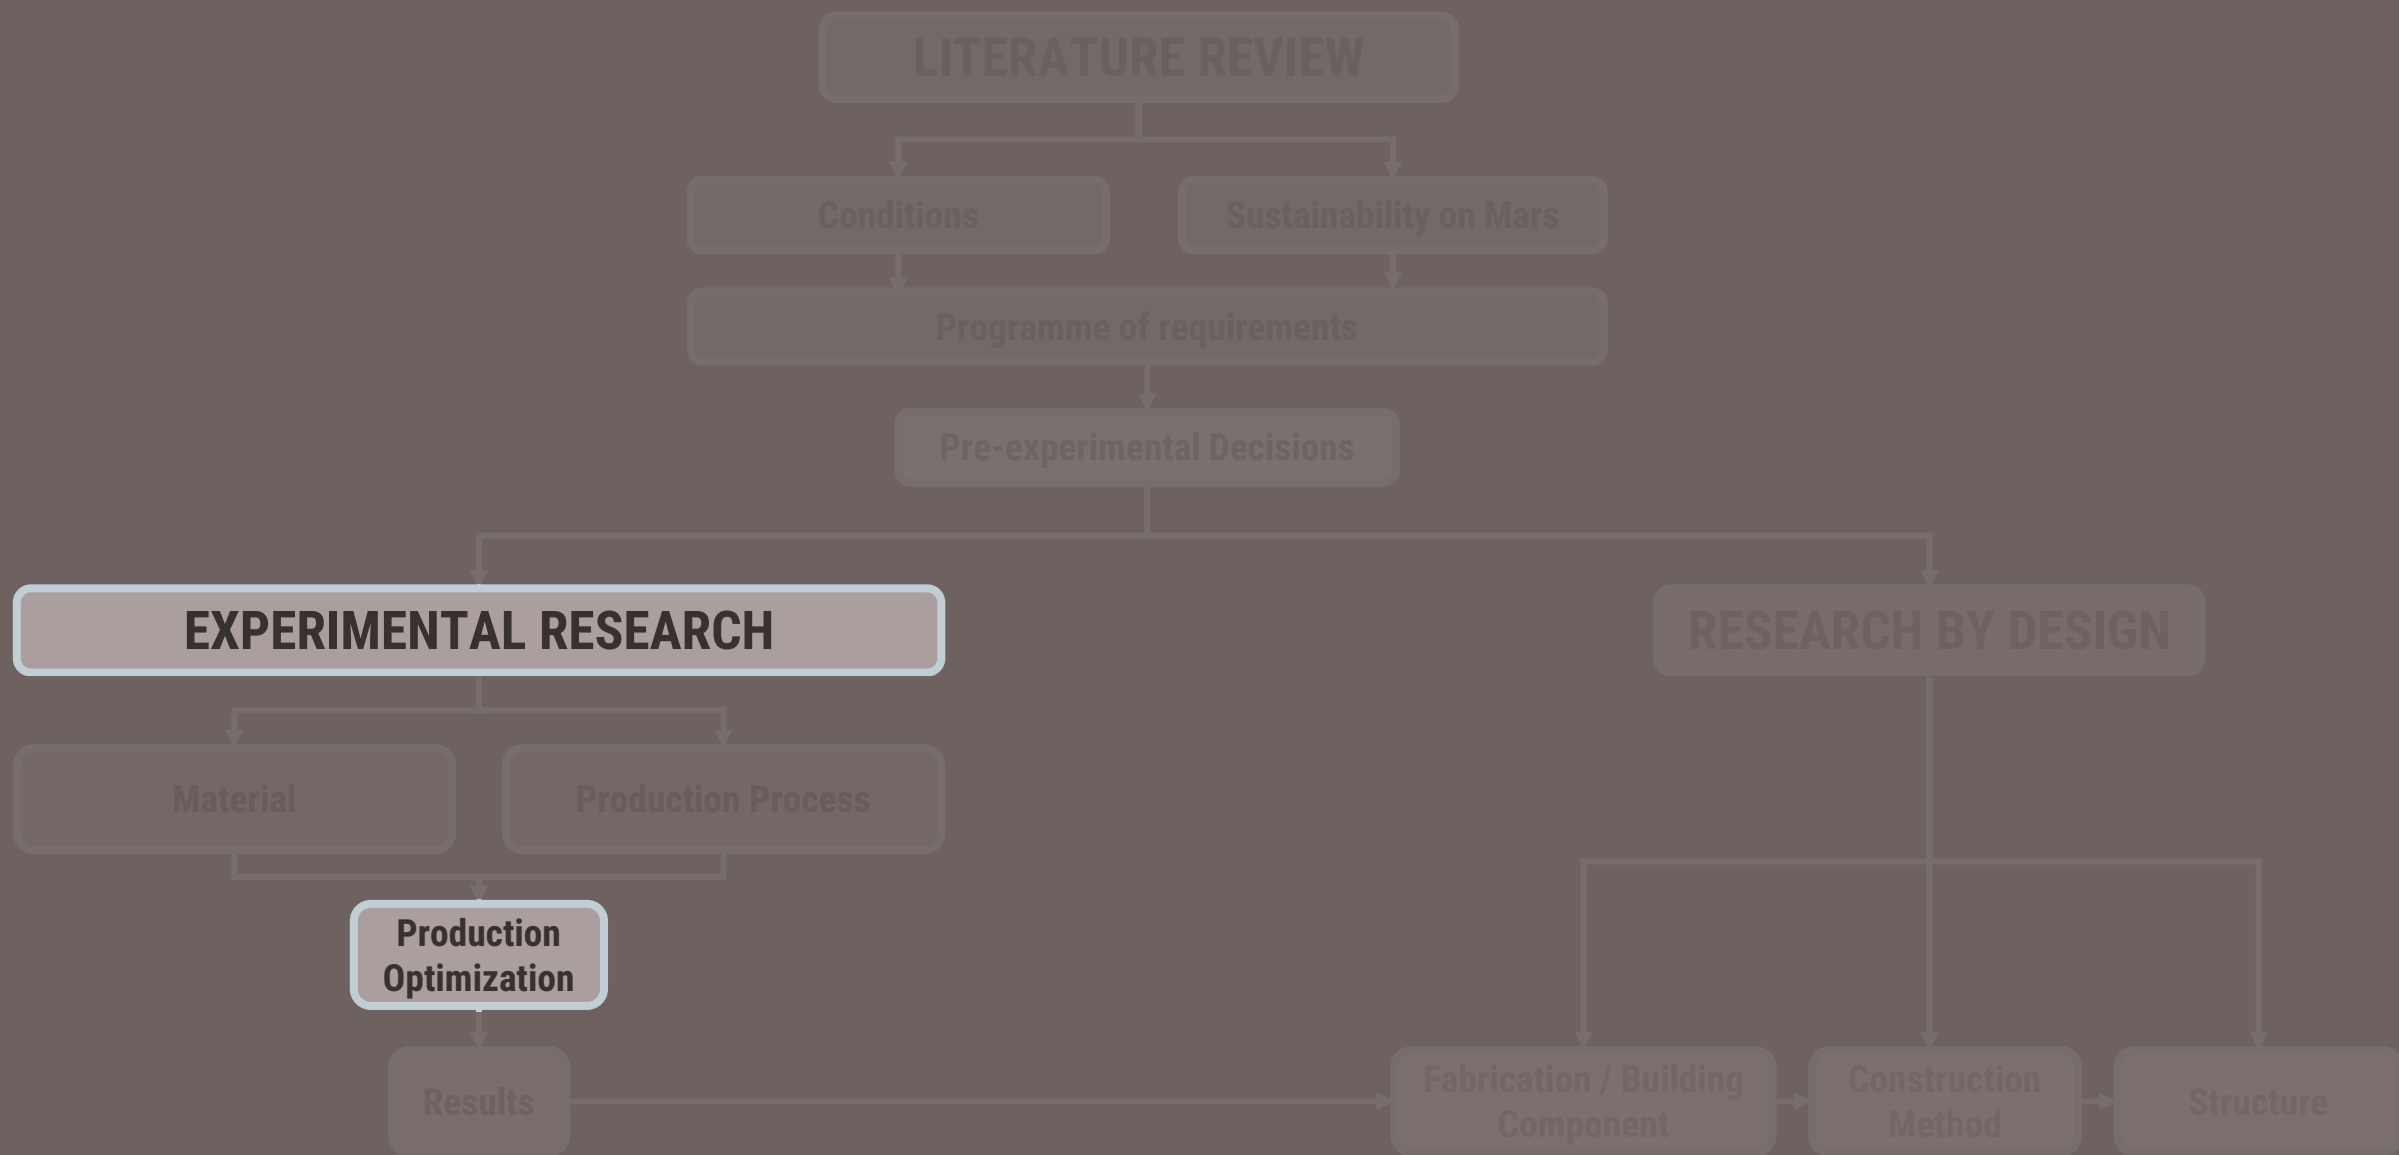 LITERATURE REVIEW
Conditions
Sustainability on Mars
Programme of requirements
Pre-experimental Decisions
EXPERIMENTAL RESEARCH
RESEARCH BY DESIGN
Material
Production Process
Production
Optimization
Results
Fabrication / Building
Component
Construction
Method
Structure